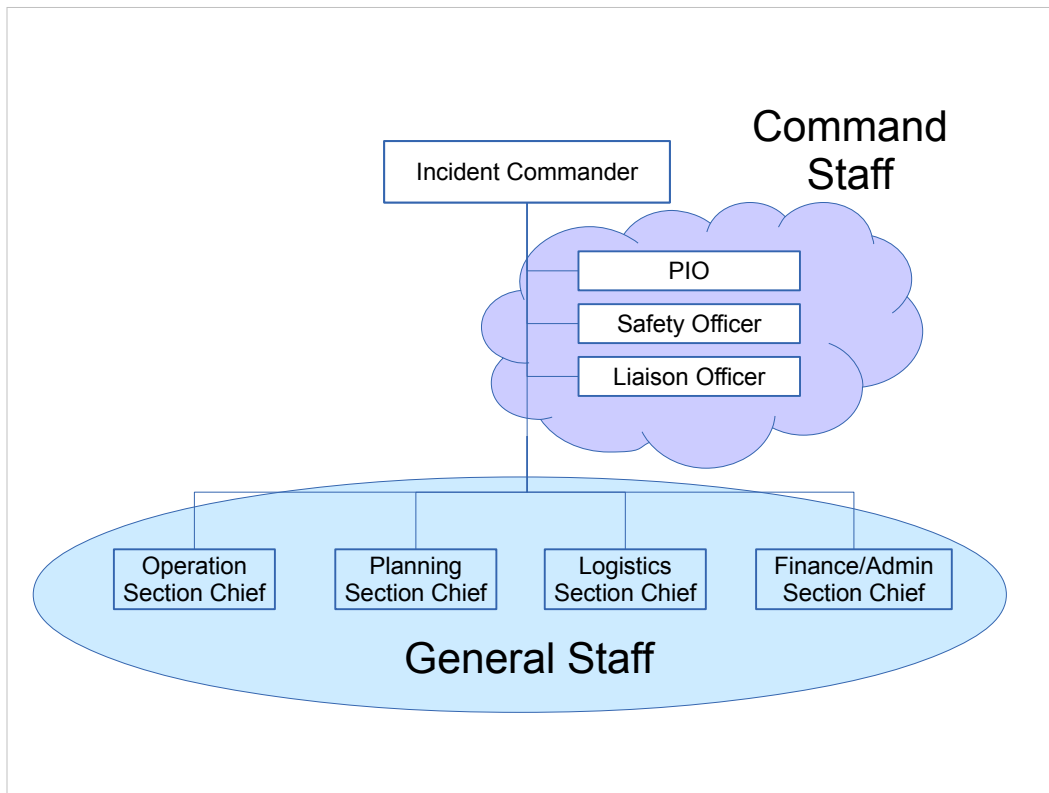 Command
Staff
Incident Commander
PIO
Safety Officer
Liaison Officer
Operation
Section Chief
Planning
Section Chief
Logistics
Section Chief
Finance/Admin
Section Chief
General Staff